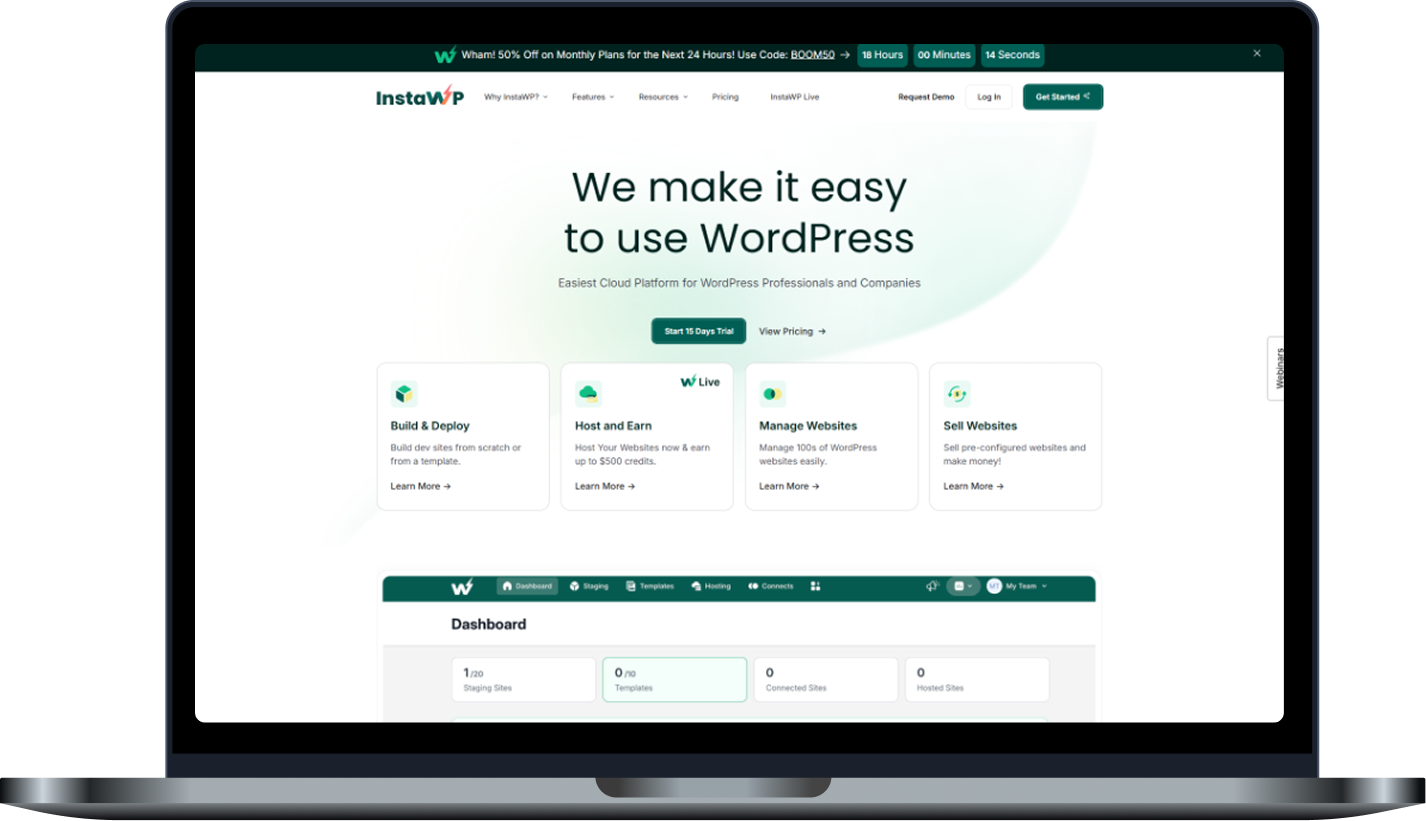 Wham! 50% Off on Monthly Plans for the Next 24 Hours! Use Code: BOOM50 → 18 Hours 00 Minutes 14 Seconds ×
InstaWP Why InstaWP? Features Resources Pricing InstaWP Live Request Demo Log In Get Started
We make it easy
to use WordPress
Easiest Cloud Platform for WordPress Professionals and Companies
Start 15 Days Trial View Pricing →
Webinars
Live
Build & Deploy
Build dev sites from scratch or
from a template.
Learn More →
Host and Earn
Host Your Websites now & earn
up to $500 credits.
Learn More →
Manage Websites
Manage 100s of WordPress
websites easily.
Learn More →
Sell Websites
Sell pre-configured websites and
make money!
Learn More →
Dashboard Staging Templates Hosting Connects MT My Team
Dashboard
1 /20
Staging Sites
0 /10
Templates
0
Connected Sites
0
Hosted Sites